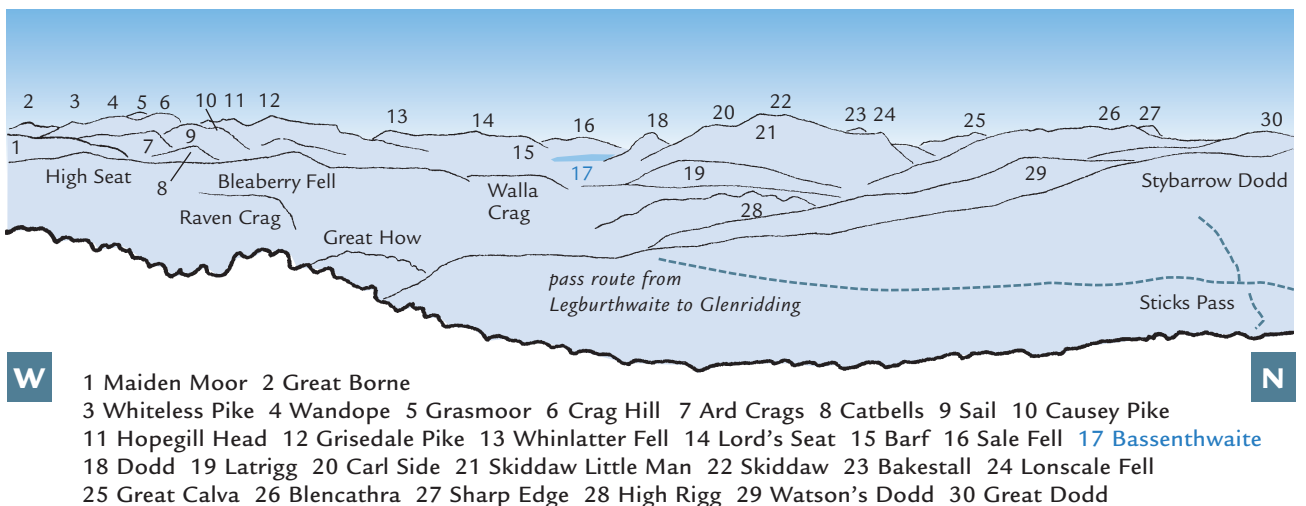 2 3 4 5 6 10 11 12 13 14 16 18 20 22 23 24 25 26 27 30
1 7 9 15 21
High Seat 8 Bleaberry Fell 17 19 29 Stybarrow Dodd
Raven Crag Walla
Crag 28
Great How
pass route from
Legburthwaite to Glenridding
Sticks Pass
W N
1 Maiden Moor 2 Great Borne
3 Whiteless Pike 4 Wandope 5 Grasmoor 6 Crag Hill 7 Ard Crags 8 Catbells 9 Sail 10 Causey Pike
11 Hopegill Head 12 Grisedale Pike 13 Whinlatter Fell 14 Lord's Seat 15 Barf 16 Sale Fell 17 Bassenthwaite
18 Dodd 19 Latrigg 20 Carl Side 21 Skiddaw Little Man 22 Skiddaw 23 Bakestall 24 Lonscale Fell
25 Great Calva 26 Blencathra 27 Sharp Edge 28 High Rigg 29 Watson's Dodd 30 Great Dodd